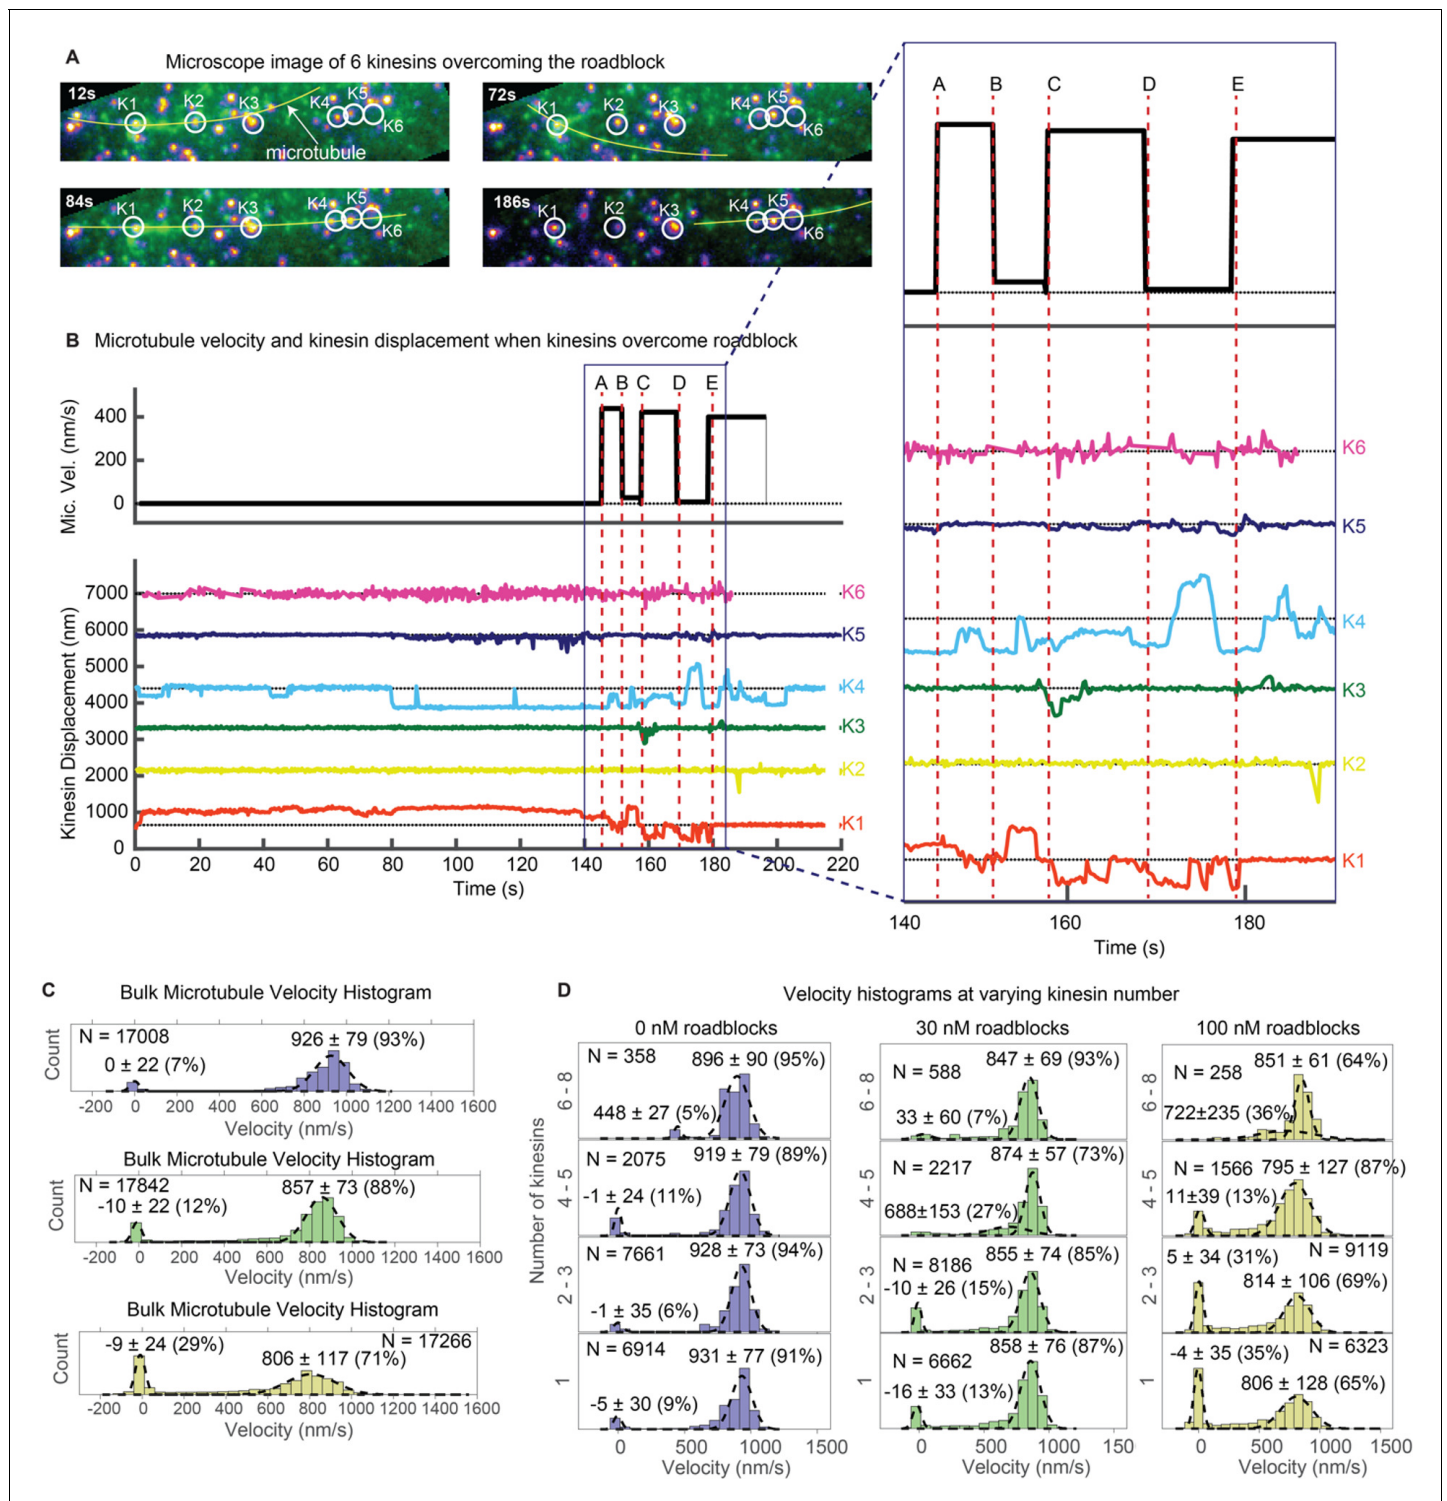 A
Microscope image of 6 kinesins overcoming the roadblock
12s
K1
K2
K3
K4
K5
K6
microtubule
72s
K1
K2
K3
K4
K5
K6
84s
K1
K2
K3
K4
K5
K6
186s
K1
K2
K3
K4
K5
K6
B Microtubule velocity and kinesin displacement when kinesins overcome roadblock
A B C D E
Mic. Vel. (nm/s)
400
200
0
Kinesin Displacement (nm)
7000
6000
5000
4000
3000
2000
1000
0
K6
K5
K4
K3
K2
K1
0 20 40 60 80 100 120 140 160 180 200 220
Time (s)
A B C D E
K6
K5
K4
K3
K2
K1
140 160 180
Time (s)
C
Bulk Microtubule Velocity Histogram
Count
N = 17008
0 ± 22 (7%)
926 ± 79 (93%)
-200 0 200 400 600 800 1000 1200 1400 1600
Velocity (nm/s)
Bulk Microtubule Velocity Histogram
Count
N = 17842
-10 ± 22 (12%)
857 ± 73 (88%)
-200 0 200 400 600 800 1000 1200 1400 1600
Velocity (nm/s)
Bulk Microtubule Velocity Histogram
Count
-9 ± 24 (29%)
N = 17266
806 ± 117 (71%)
-200 0 200 400 600 800 1000 1200 1400 1600
Velocity (nm/s)
D
Velocity histograms at varying kinesin number
Number of kinesins
0 nM roadblocks
6 - 8
N = 358
896 ± 90 (95%)
448 ± 27 (5%)
4 - 5
N = 2075
919 ± 79 (89%)
-1 ± 24 (11%)
2 - 3
N = 7661
928 ± 73 (94%)
-1 ± 35 (6%)
1
N = 6914
931 ± 77 (91%)
-5 ± 30 (9%)
0 500 1000 1500
Velocity (nm/s)
30 nM roadblocks
6 - 8
847 ± 69 (93%)
N = 588
33 ± 60 (7%)
4 - 5
874 ± 57 (73%)
N = 2217
688±153 (27%)
2 - 3
855 ± 74 (85%)
N = 8186
-10 ± 26 (15%)
1
858 ± 76 (87%)
N = 6662
-16 ± 33 (13%)
0 500 1000 150
Velocity (nm/s)
100 nM roadblocks
6 - 8
851 ± 61 (64%)
N = 258
722±235 (36%)
4 - 5
N = 1566
795 ± 127 (87%)
11±39 (13%)
2 - 3
5 ± 34 (31%)
N = 9119
814 ± 106 (69%)
1
-4 ± 35 (35%)
N = 6323
806 ± 128 (65%)
0 500 1000 1500
Velocity (nm/s)